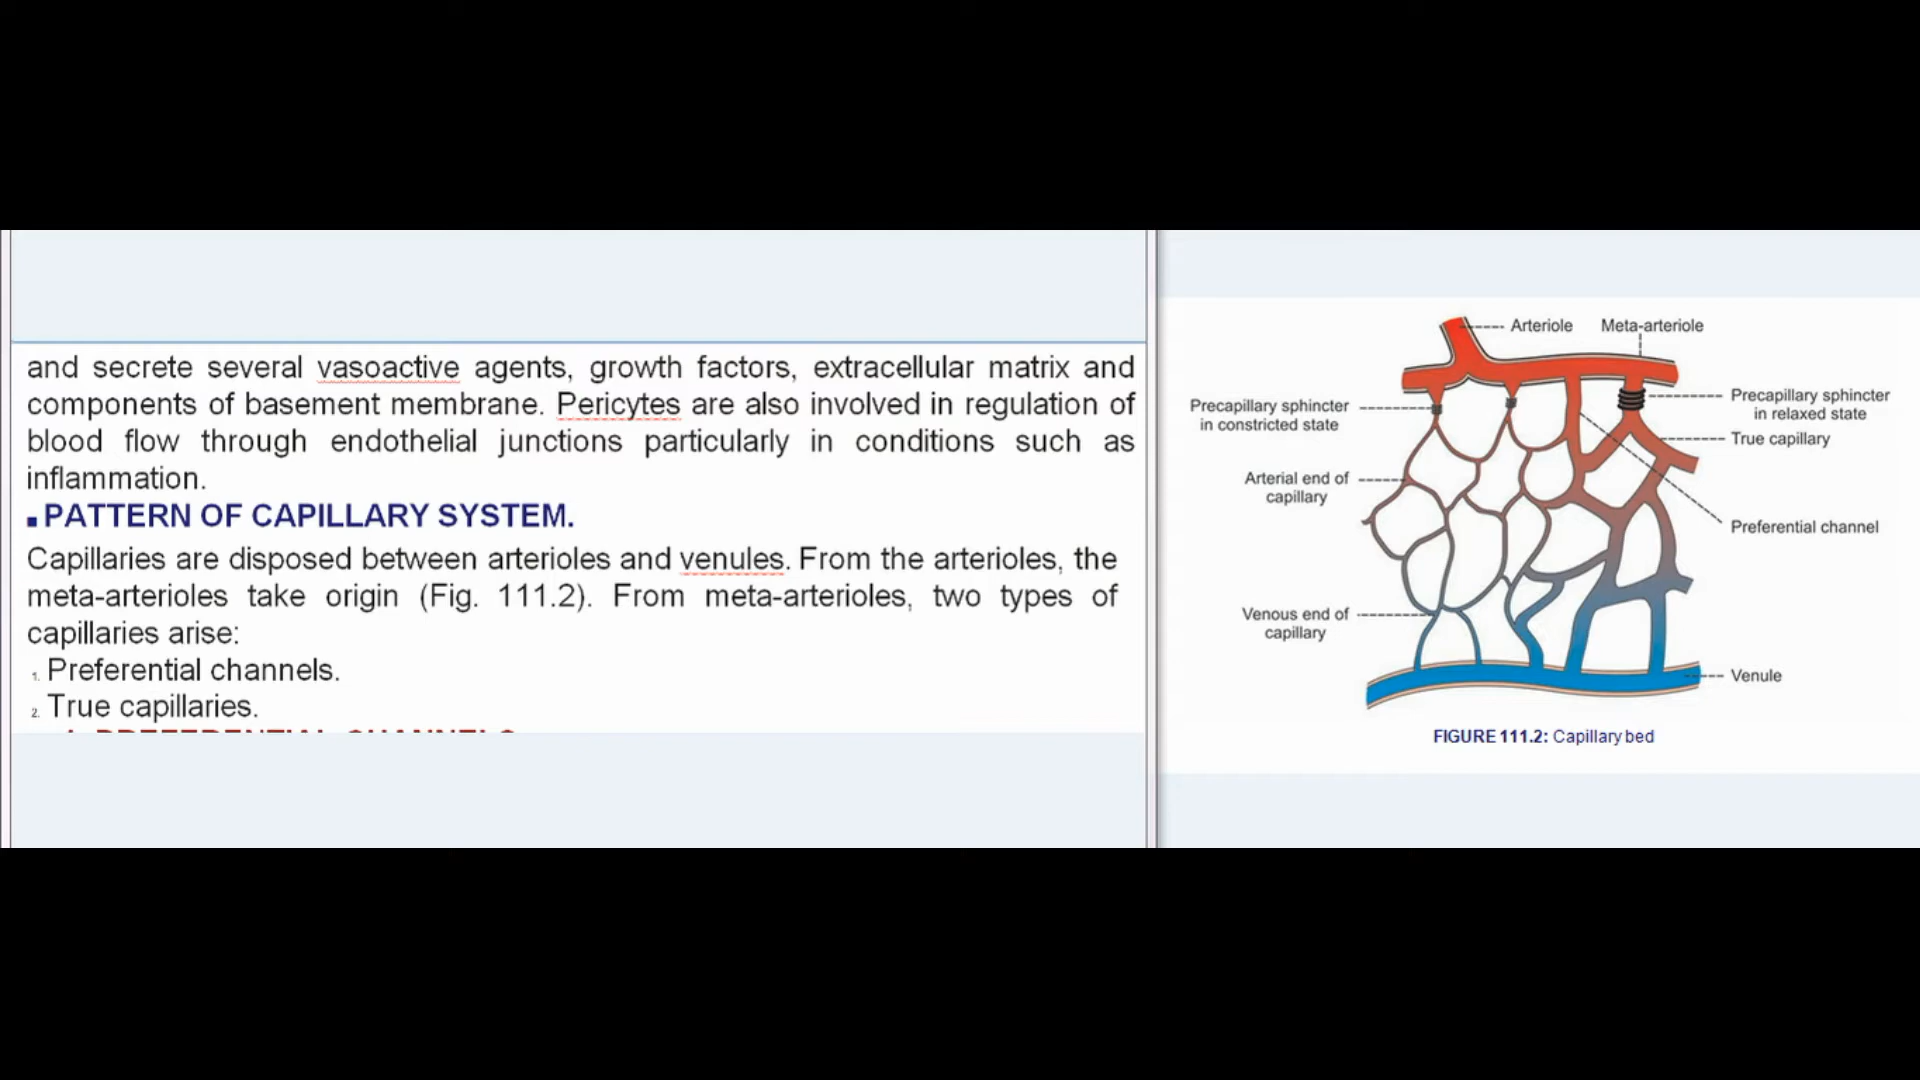 and secrete several vasoactive agents, growth factors, extracellular matrix and
components of basement membrane. Pericytes are also involved in regulation of
blood flow through endothelial junctions particularly in conditions such as
inflammation.
▪ PATTERN OF CAPILLARY SYSTEM.
Capillaries are disposed between arterioles and venules. From the arterioles, the
meta-arterioles take origin (Fig. 111.2). From meta-arterioles, two types of
capillaries arise:
1. Preferential channels.
2. True capillaries.
Arteriole
Meta-arteriole
Precapillary sphincter
in constricted state
Precapillary sphincter
in relaxed state
True capillary
Arterial end of
capillary
Preferential channel
Venous end of
capillary
Venule
FIGURE 111.2: Capillary bed